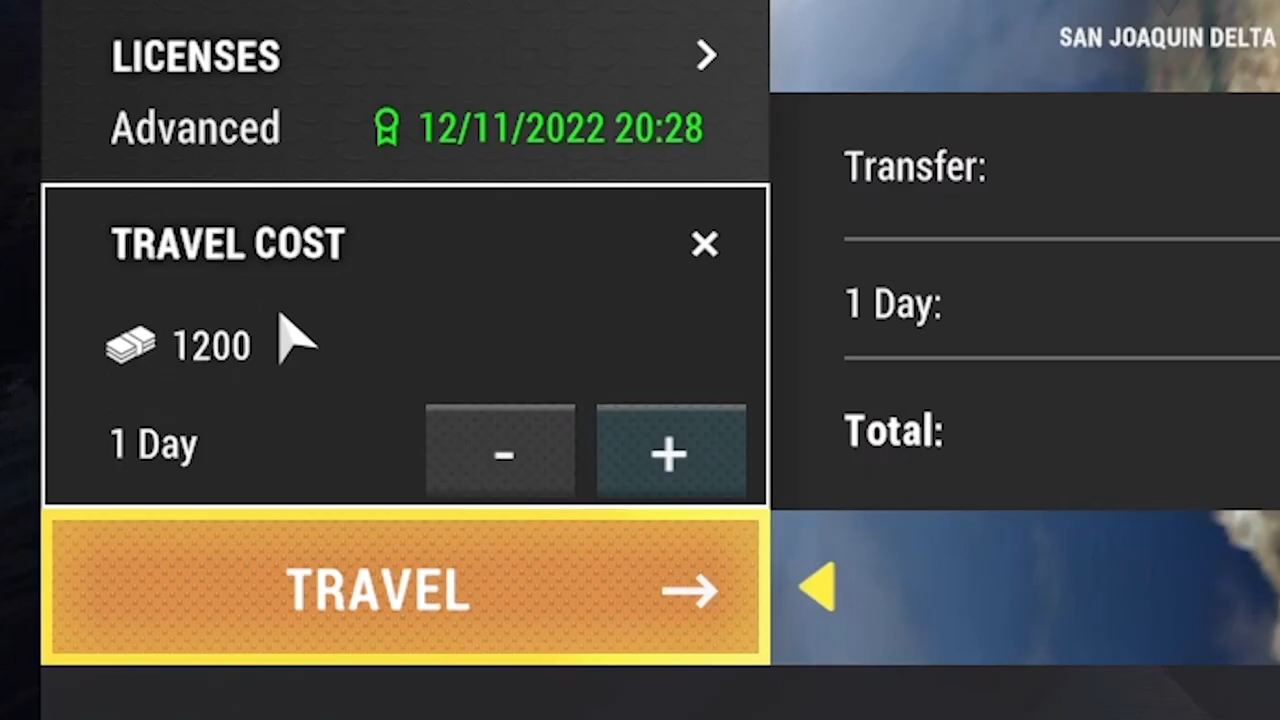 LICENSES
Advanced 12/11/2022 20:28
TRAVEL COST
1200
1 Day
-
+
TRAVEL
SAN JOAQUIN DELTA
Transfer:
1 Day:
Total: